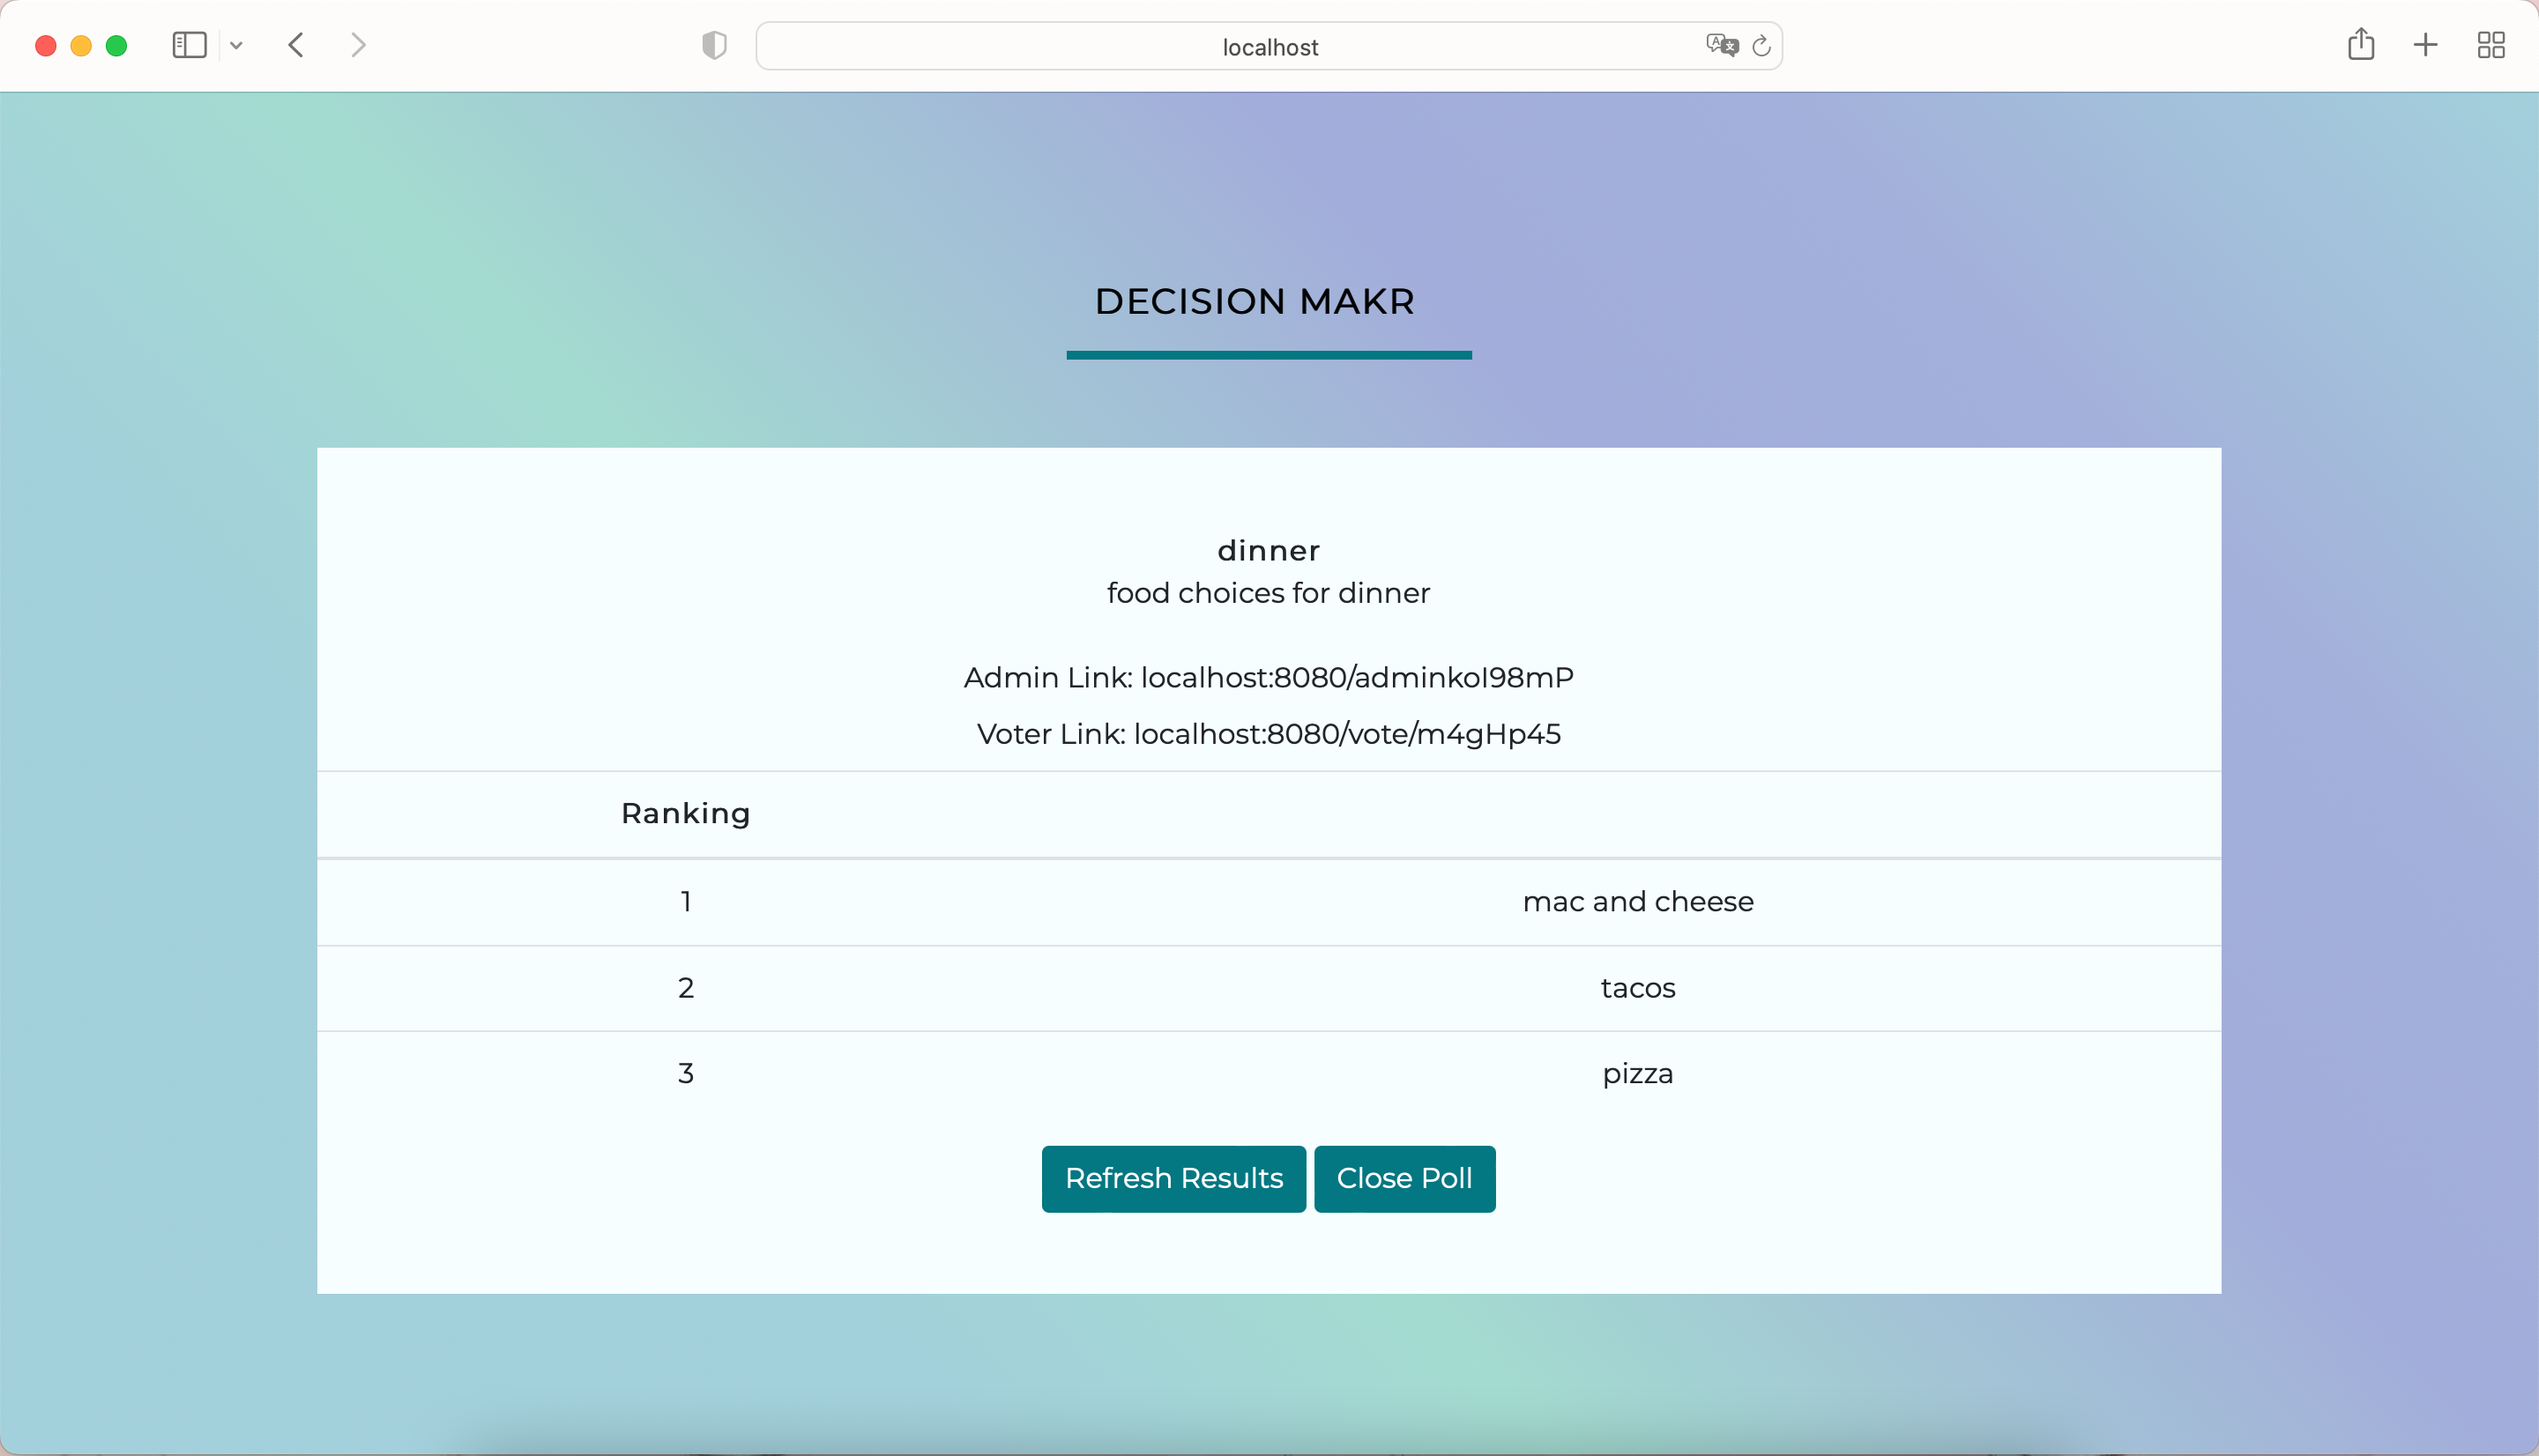 localhost
DECISION MAKR
dinner
food choices for dinner
Admin Link: localhost:8080/adminkoI98mP
Voter Link: localhost:8080/vote/m4gHp45
Ranking
1 mac and cheese
2 tacos
3 pizza
Refresh Results Close Poll